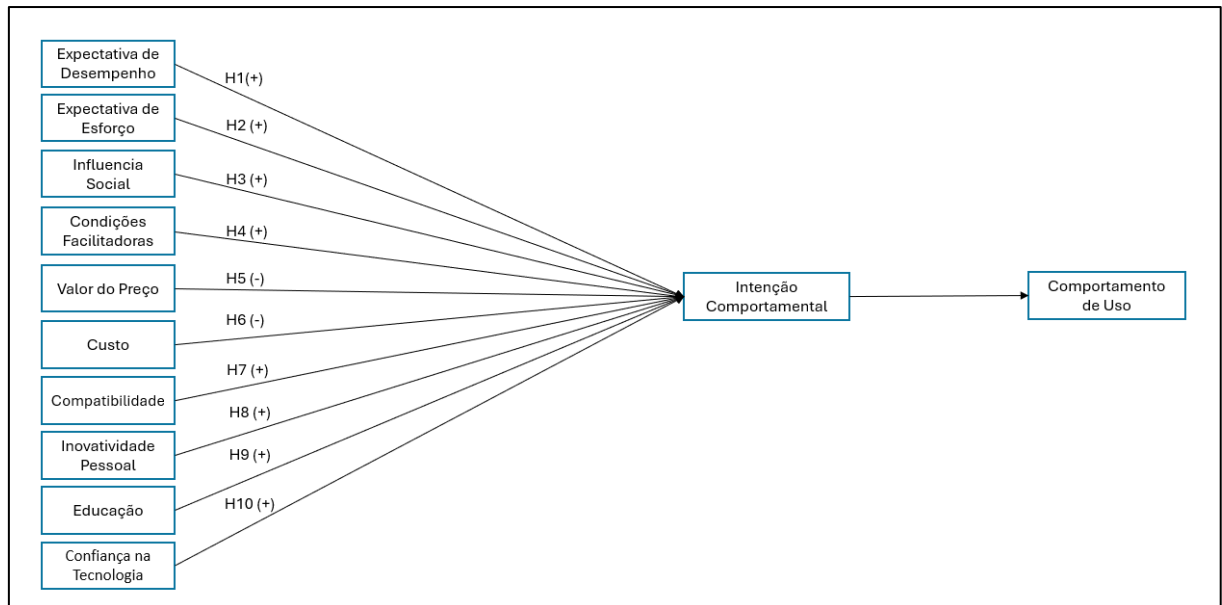 Expectativa de
Desempenho
H1(+)
Expectativa de
Esforço
H2 (+)
Influencia
Social
H3 (+)
Condições
Facilitadoras
H4 (+)
Valor do Preço
H5 (-)
Custo
H6 (-)
Compatibilidade
H7 (+)
Inovatividade
Pessoal
H8 (+)
Educação
H9 (+)
Confiança na
Tecnologia
H10 (+)
Intenção
Comportamental
Comportamento
de Uso